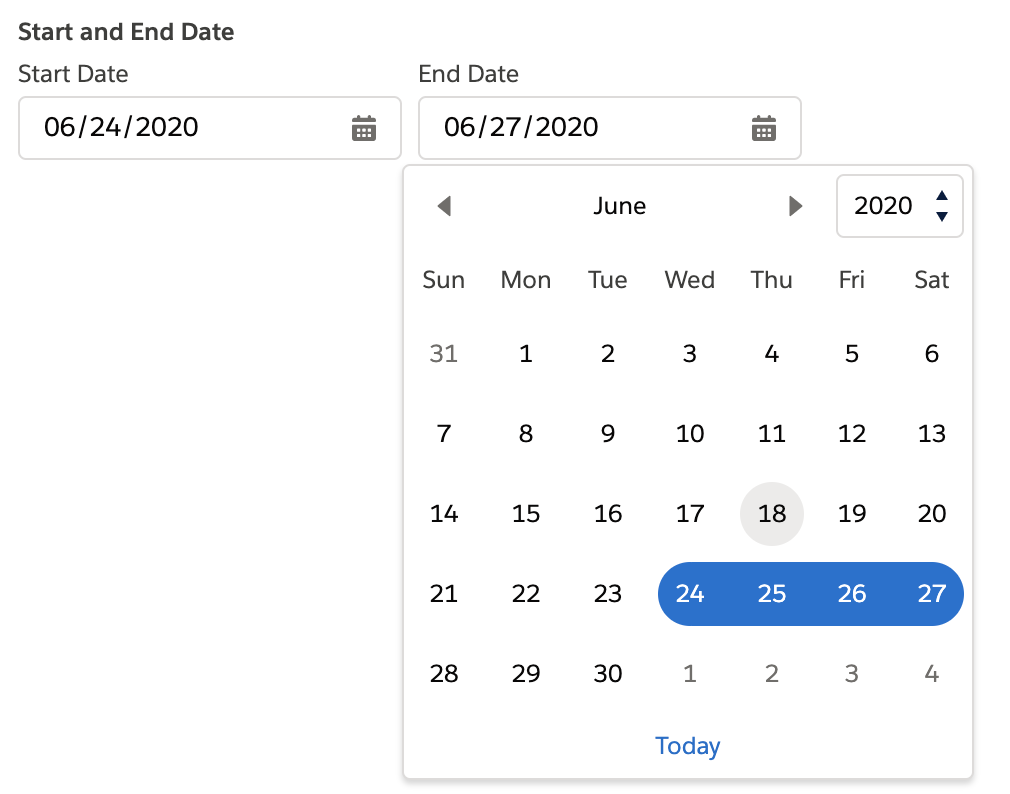 Start and End Date
Start Date End Date
06/24/2020 06/27/2020
June 2020
Sun Mon Tue Wed Thu Fri Sat
31 1 2 3 4 5 6
7 8 9 10 11 12 13
14 15 16 17 18 19 20
21 22 23 24 25 26 27
28 29 30 1 2 3 4
Today